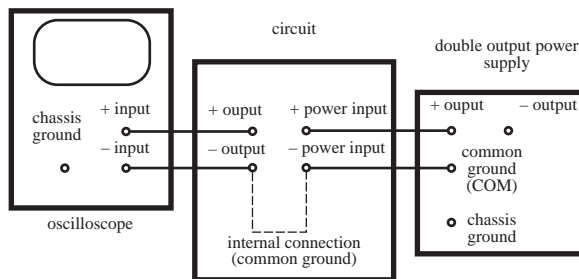 circuit
double output power
supply
chassis
ground
+ input
– input
oscilloscope
+ ouput
– output
+ power input
– power input
internal connection
(common ground)
+ ouput
– output
common
ground
(COM)
chassis
ground